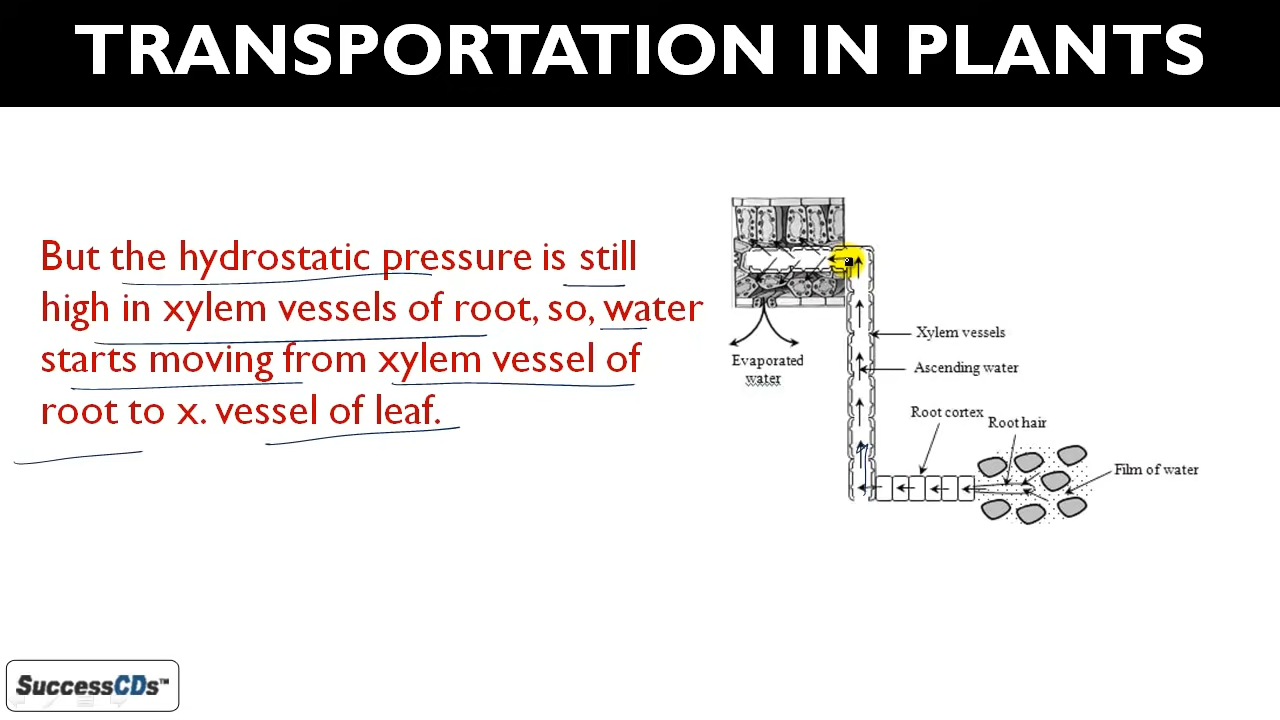 TRANSPORTATION IN PLANTS
But the hydrostatic pressure is still
high in xylem vessels of root, so, water
starts moving from xylem vessel of
root to x. vessel of leaf.
Evaporated
water
Xylem vessels
Ascending water
Root cortex
Root hair
Film of water
SuccessCDs™